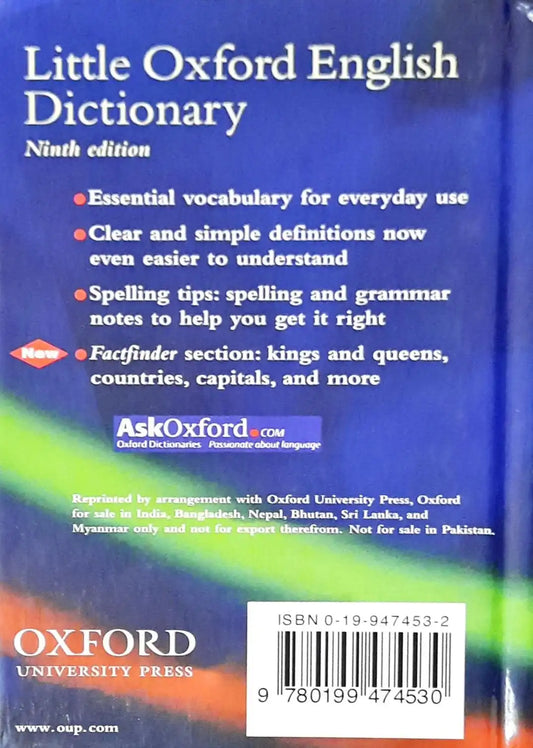 Little Oxford English
Dictionary
Ninth edition
Essential vocabulary for everyday use
Clear and simple definitions now
even easier to understand
Spelling tips: spelling and grammar
notes to help you get it right
New
Factfinder section: kings and queens,
countries, capitals, and more
AskOxford.COM
Oxford Dictionaries Passionate about language
Reprinted by arrangement with Oxford University Press, Oxford
for sale in India, Bangladesh, Nepal, Bhutan, Sri Lanka, and
Myanmar only and not for export therefrom. Not for sale in Pakistan.
ISBN 0-19-947453-2
9 780199 474530
OXFORD
UNIVERSITY PRESS
www.oup.com